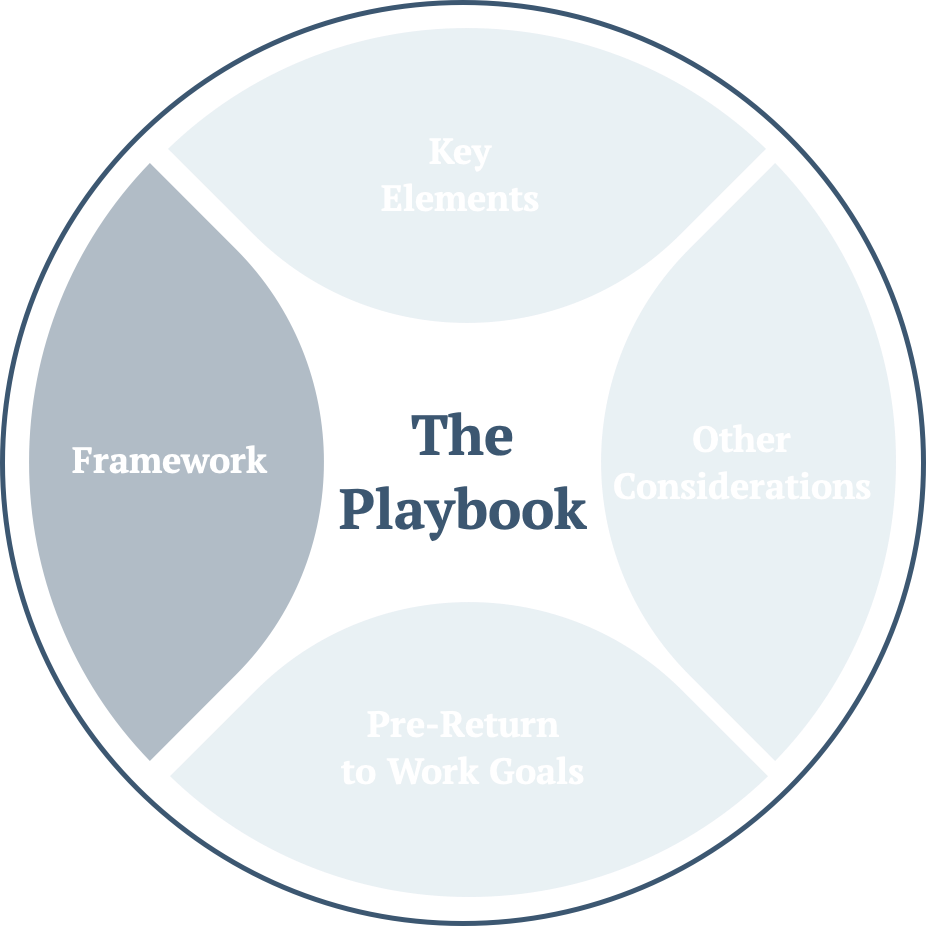 Key
Elements
Framework
The
Playbook
Other
Considerations
Pre-Return
to Work Goals